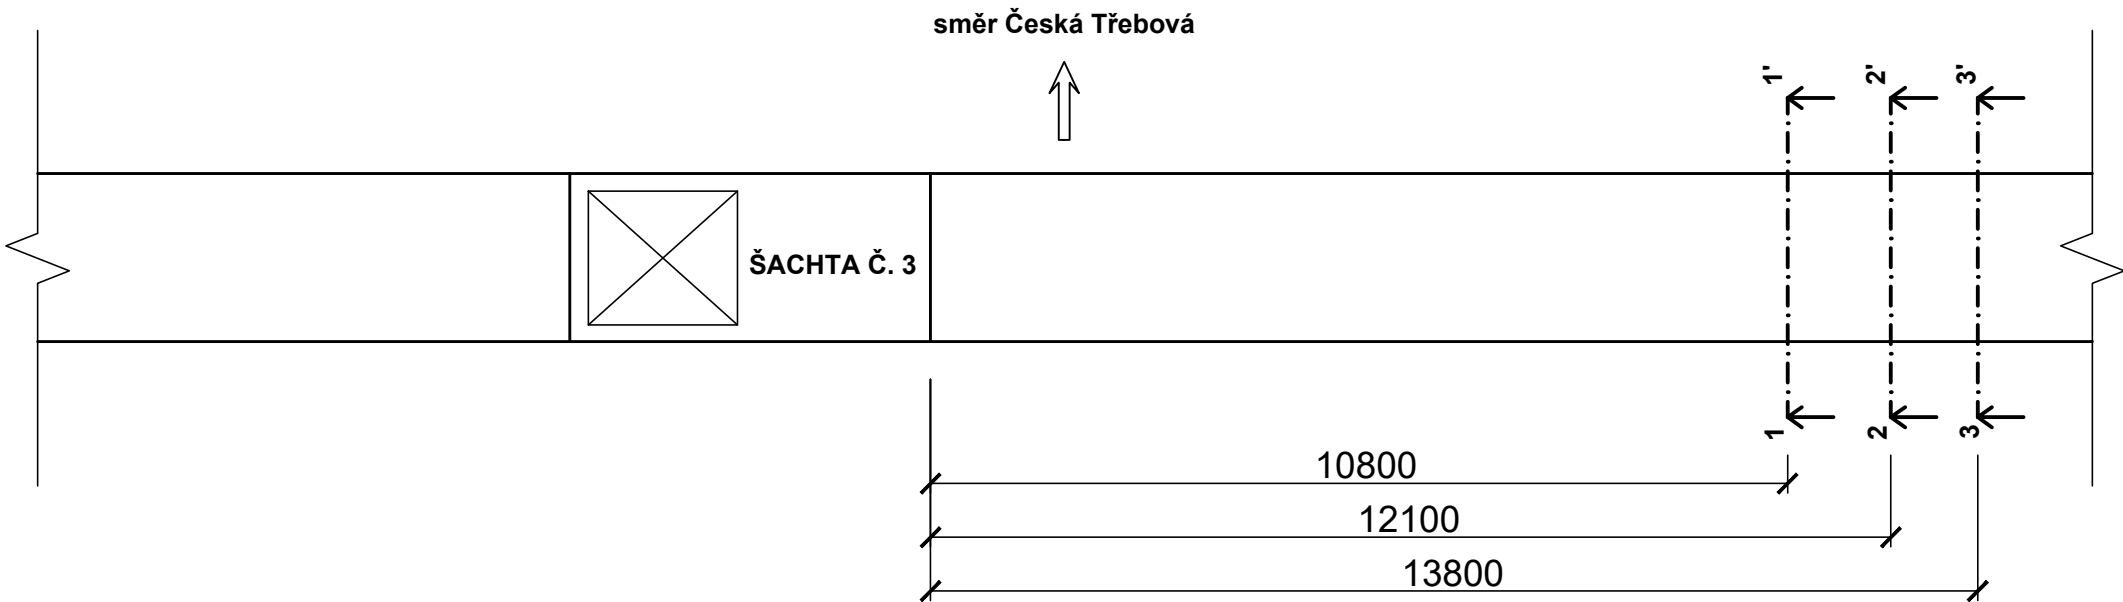 směr Česká Třebová
1' 2' 3'
ŠACHTA Č. 3
1 2 3
10800
12100
13800